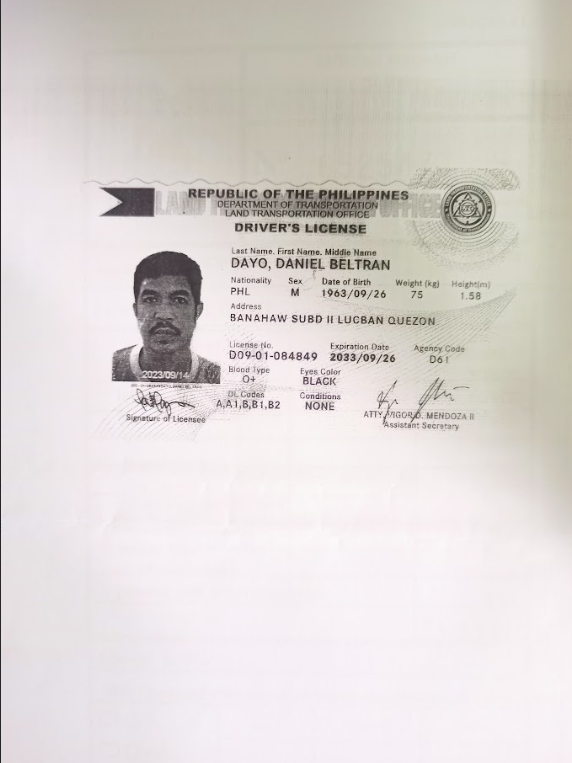 REPUBLIC OF THE PHILIPPINES
DEPARTMENT OF TRANSPORTATION
LAND TRANSPORTATION OFFICE
DRIVER'S LICENSE
Last Name, First Name, Middle Name
DAYO, DANIEL BELTRAN
Nationality Sex Date of Birth Weight (kg) Height(m)
PHL M 1963/09/26 75 1.58
Address
BANAHAW SUBD II LUCBAN QUEZON
License No. Expiration Date Agency Code
D09-01-084849 2033/09/26 D61
Blood Type Eyes Color
O+ BLACK
DL Codes Conditions
A,A1,B,B1,B2 NONE
2023/09/14
Signature of Licensee
ATTY. VIGOR D. MENDOZA II
Assistant Secretary